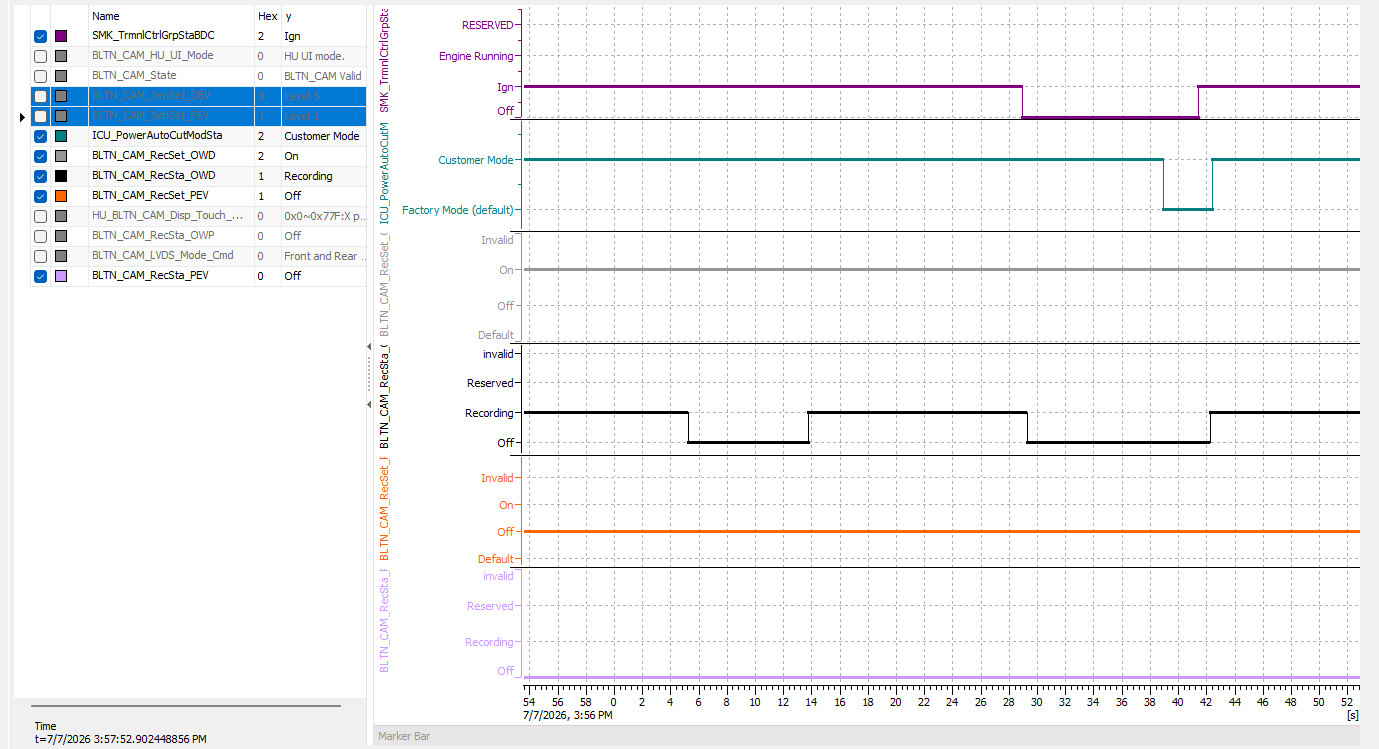 Name Hex y
SMK_TrmnlCtrlGrpStaBDC 2 Ign
BLTN_CAM_HU_UI_Mode 0 HU UI mode.
BLTN_CAM_State 0 BLTN_CAM Valid
BLTN_CAM_SenSet_DEV 5 Level 5
BLTN_CAM_SenSet_PEV 1 Level 1
ICU_PowerAutoCutModSta 2 Customer Mode
BLTN_CAM_RecSet_OWD 2 On
BLTN_CAM_RecSta_OWD 1 Recording
BLTN_CAM_RecSet_PEV 1 Off
HU_BLTN_CAM_Disp_Touch_... 0 0x0~0x77F:X p...
BLTN_CAM_RecSta_OWP 0 Off
BLTN_CAM_LVDS_Mode_Cmd 0 Front and Rear ...
BLTN_CAM_RecSta_PEV 0 Off
Time
t=7/7/2026 3:57:52.902448856 PM
SMK_TrmnlCtrlGrpSta
RESERVED
Engine Running
Ign
Off
ICU_PowerAutoCutM
Customer Mode
Factory Mode (default)
BLTN_CAM_RecSet_(
Invalid
On
Off
Default
BLTN_CAM_RecSta_(
invalid
Reserved
Recording
Off
BLTN_CAM_RecSet_F
Invalid
On
Off
Default
BLTN_CAM_RecSta_F
invalid
Reserved
Recording
Off
54 56 58 0 2 4 6 8 10 12 14 16 18 20 22 24 26 28 30 32 34 36 38 40 42 44 46 48 50 52
7/7/2026, 3:56 PM [s]
Marker Bar